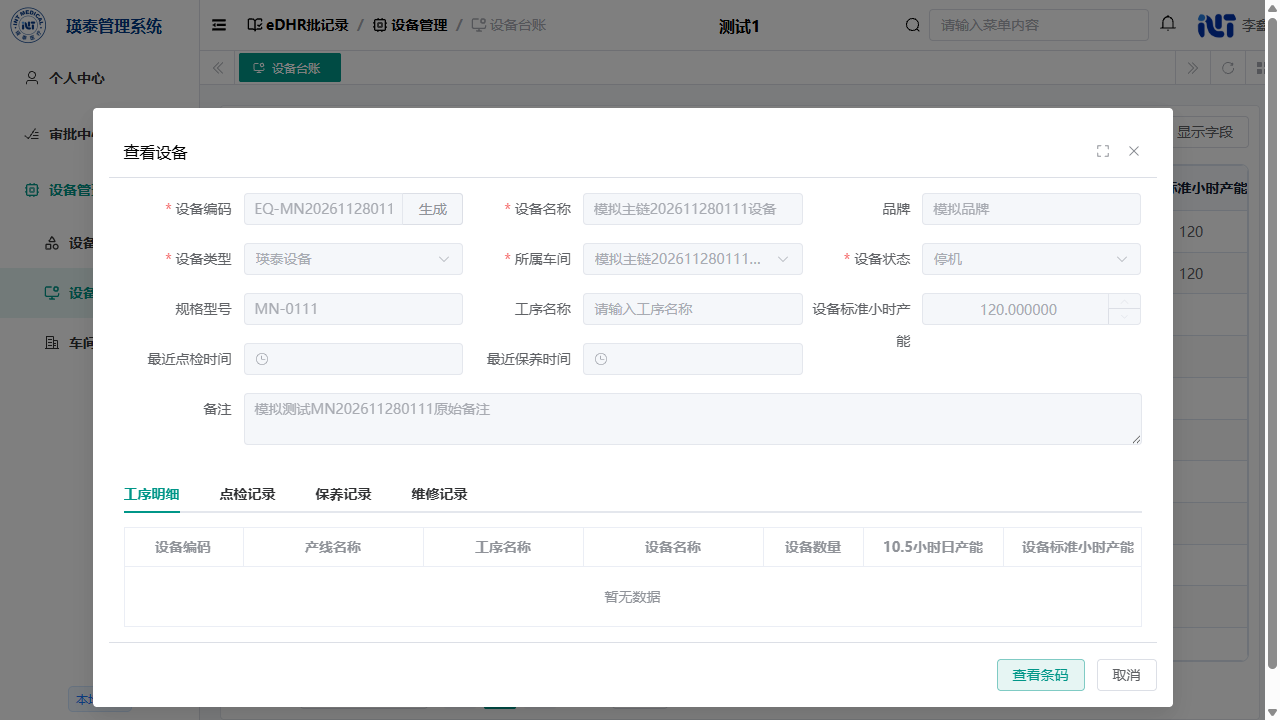 瑛泰管理系统
eDHR批记录 / 设备管理 / 设备台账
测试1
请输入菜单内容
设备台账
个人中心
审批中
设备管
设备
设备
车间
显示字段
标准小时产能
120
120
查看设备
* 设备编码 EQ-MN20261128011 生成
* 设备名称 模拟主链202611280111设备
品牌 模拟品牌
* 设备类型 瑛泰设备
* 所属车间 模拟主链202611280111...
* 设备状态 停机
规格型号 MN-0111
工序名称 请输入工序名称
设备标准小时产能 120.000000
最近点检时间
最近保养时间
备注 模拟测试MN202611280111原始备注
工序明细 点检记录 保养记录 维修记录
设备编码 产线名称 工序名称 设备名称 设备数量 10.5小时日产能 设备标准小时产能
暂无数据
查看条码 取消